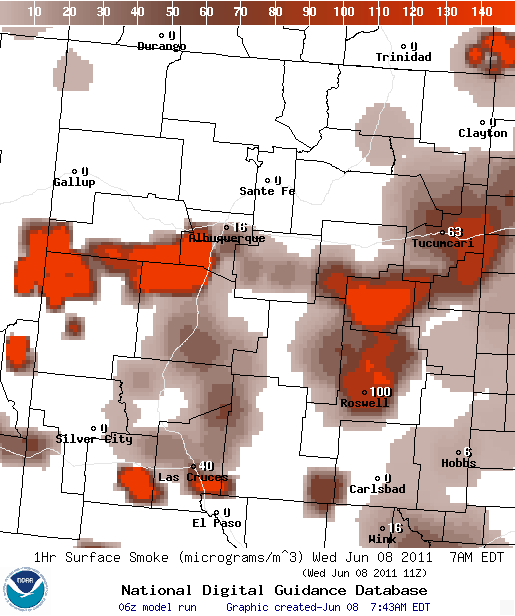 10 20 30 40 50 60 70 80 90 100 110 120 130 140
0
Durango
0
Trinidad
0
Clayton
0
Gallup
0
Sante Fe
16
Albuquerque
63
Tucumcari
100
Roswell
0
Silver City
6
Hobbs
40
Las Cruces
0
Carlsbad
0
El Paso
16
Wink
1Hr Surface Smoke (micrograms/m^3) Wed Jun 08 2011 7AM EDT
(Wed Jun 08 2011 11Z)
NOAA
National Digital Guidance Database
06z model run Graphic created-Jun 08 7:43AM EDT